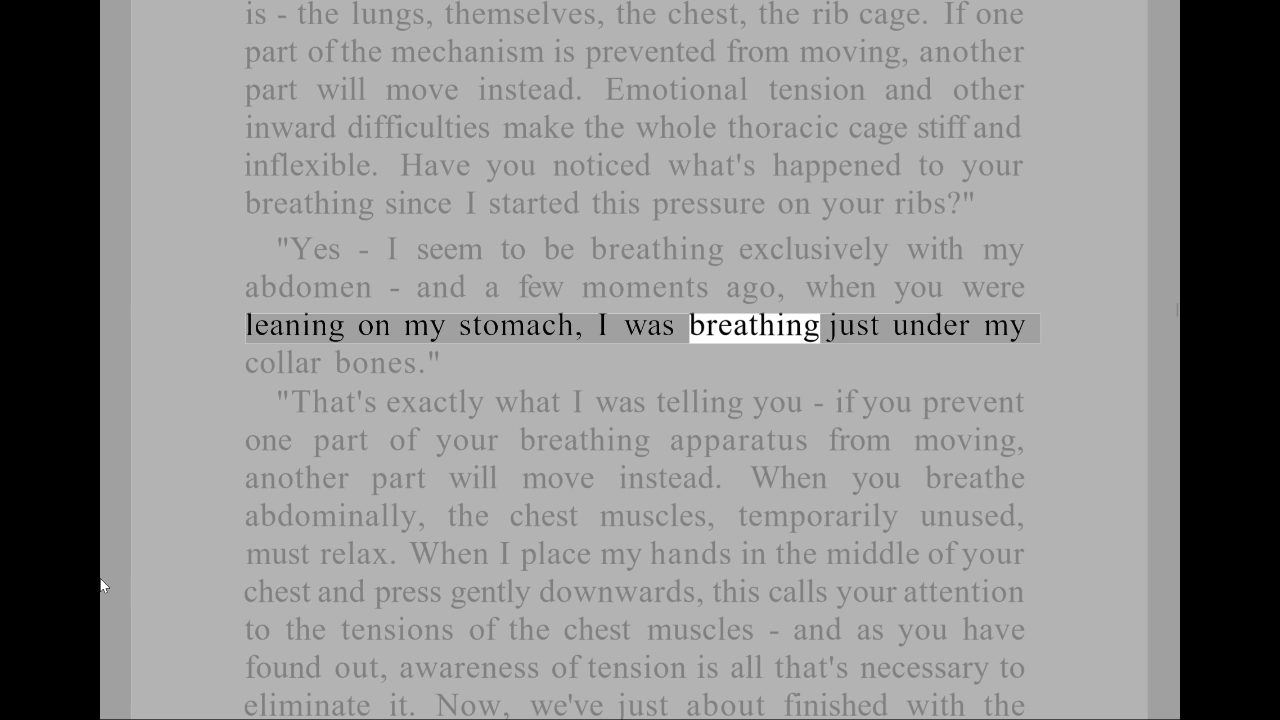 is - the lungs, themselves, the chest, the rib cage. If one
part of the mechanism is prevented from moving, another
part will move instead. Emotional tension and other
inward difficulties make the whole thoracic cage stiff and
inflexible. Have you noticed what's happened to your
breathing since I started this pressure on your ribs?"
"Yes - I seem to be breathing exclusively with my
abdomen - and a few moments ago, when you were
leaning on my stomach, I was breathing just under my
collar bones."
"That's exactly what I was telling you - if you prevent
one part of your breathing apparatus from moving,
another part will move instead. When you breathe
abdominally, the chest muscles, temporarily unused,
must relax. When I place my hands in the middle of your
chest and press gently downwards, this calls your attention
to the tensions of the chest muscles - and as you have
found out, awareness of tension is all that's necessary to
eliminate it. Now, we've just about finished with the